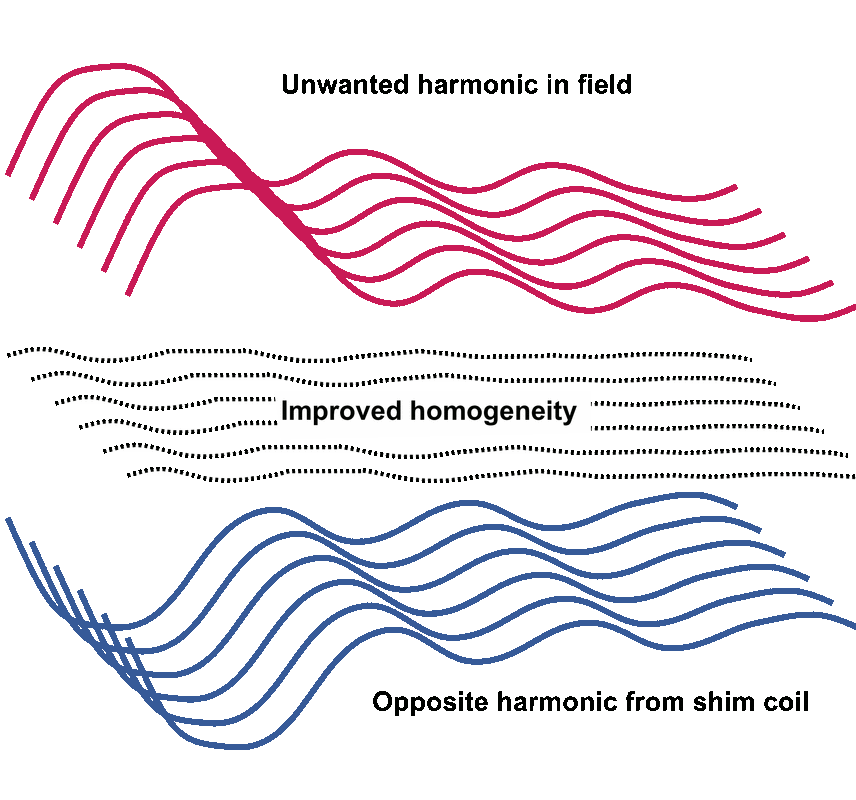 Unwanted harmonic in field
Improved homogeneity
Opposite harmonic from shim coil